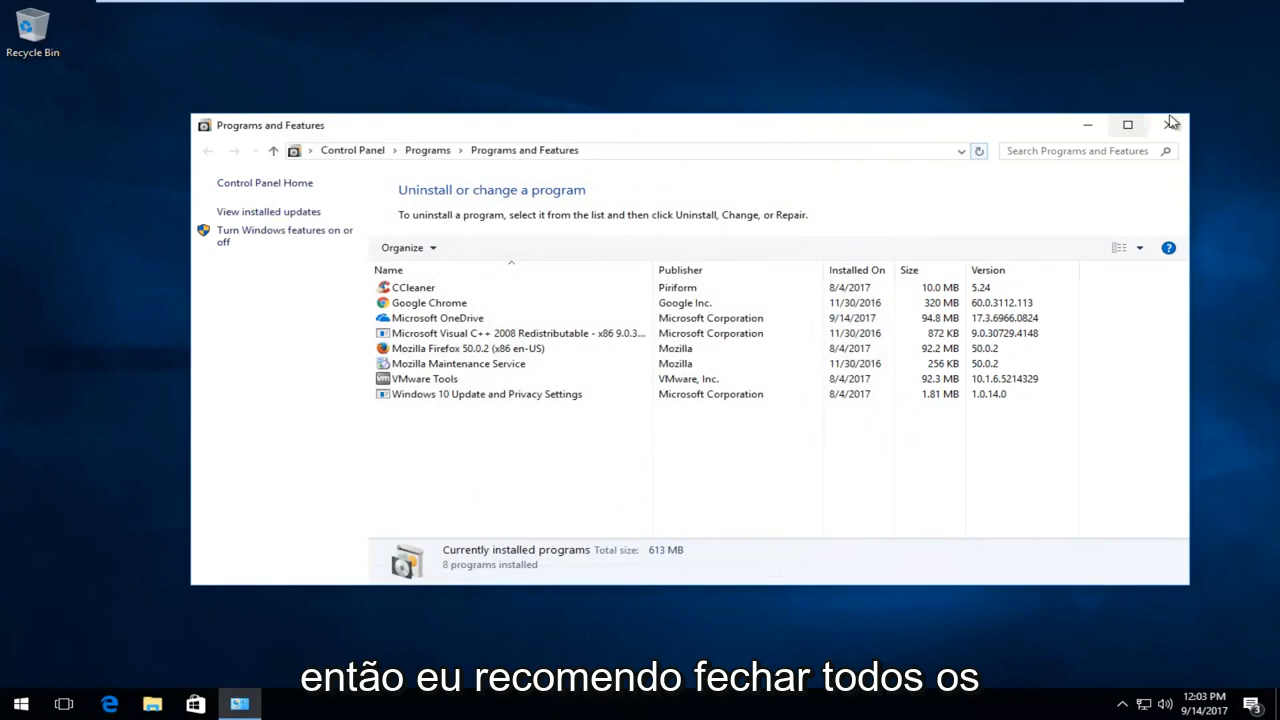 Recycle Bin
Programs and Features
Control Panel > Programs > Programs and Features
Search Programs and Features
Control Panel Home
View installed updates
Turn Windows features on or
off
Uninstall or change a program
To uninstall a program, select it from the list and then click Uninstall, Change, or Repair.
Organize
Name Publisher Installed On Size Version
CCleaner Piriform 8/4/2017 10.0 MB 5.24
Google Chrome Google Inc. 11/30/2016 320 MB 60.0.3112.113
Microsoft OneDrive Microsoft Corporation 9/14/2017 94.8 MB 17.3.6966.0824
Microsoft Visual C++ 2008 Redistributable - x86 9.0.3... Microsoft Corporation 11/30/2016 872 KB 9.0.30729.4148
Mozilla Firefox 50.0.2 (x86 en-US) Mozilla 8/4/2017 92.2 MB 50.0.2
Mozilla Maintenance Service Mozilla 11/30/2016 256 KB 50.0.2
VMware Tools VMware, Inc. 8/4/2017 92.3 MB 10.1.6.5214329
Windows 10 Update and Privacy Settings Microsoft Corporation 8/4/2017 1.81 MB 1.0.14.0
Currently installed programs Total size: 613 MB
8 programs installed
então eu recomendo fechar todos os
12:03 PM
9/14/2017
3